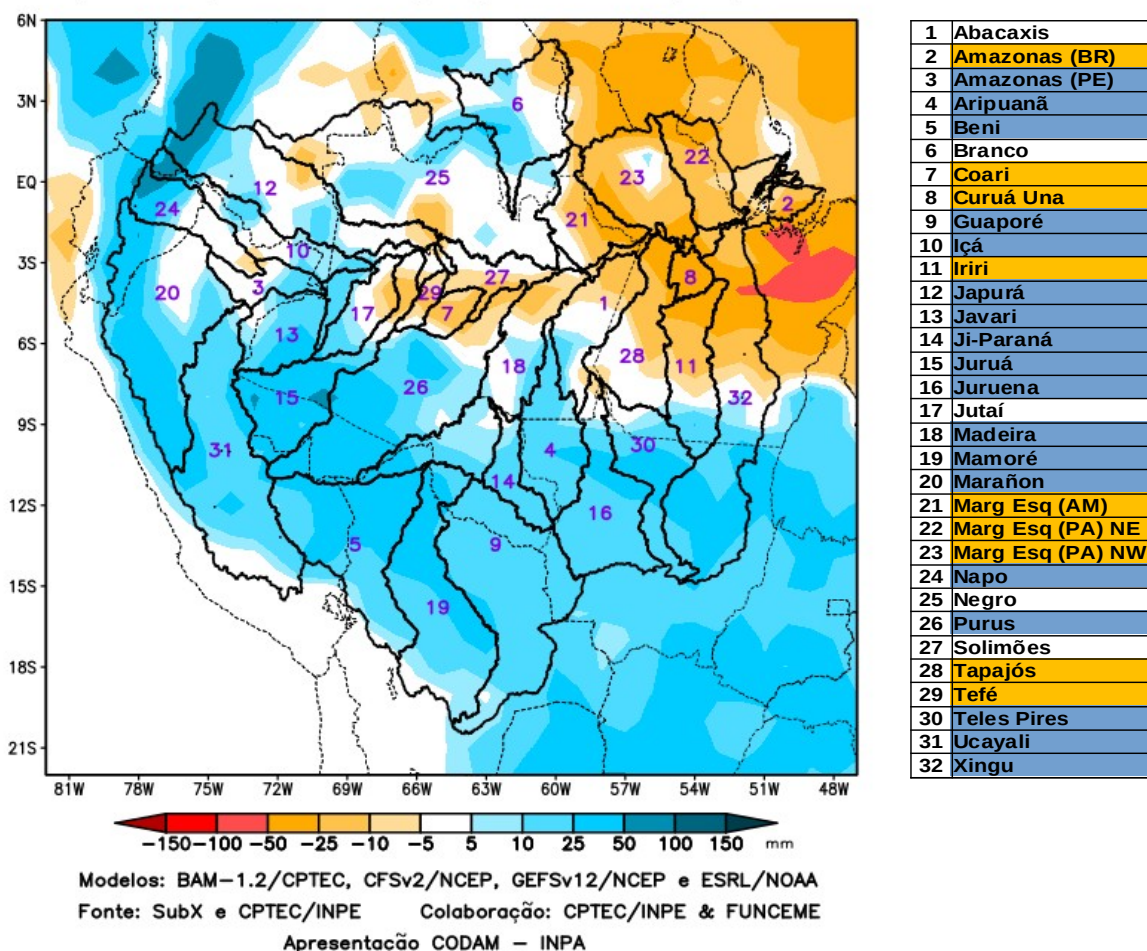 6N
3N
EQ
3S
6S
9S
12S
15S
18S
21S
81W 78W 75W 72W 69W 66W 63W 60W 57W 54W 51W 48W
6
22
23
12
25
24
2
21
10
27
8
20
3
29
17
7
1
13
18
28
11
15
26
32
31
4
30
14
16
5
9
19
−150 −100 −50 −25 −10 −5 5 10 25 50 100 150 mm
Modelos: BAM−1.2/CPTEC, CFSv2/NCEP, GEFSv12/NCEP e ESRL/NOAA
Fonte: SubX e CPTEC/INPE Colaboração: CPTEC/INPE & FUNCEME
Apresentação CODAM − INPA
1 Abacaxis
2 Amazonas (BR)
3 Amazonas (PE)
4 Aripuanã
5 Beni
6 Branco
7 Coari
8 Curuá Una
9 Guaporé
10 Içá
11 Iriri
12 Japurá
13 Javari
14 Ji-Paraná
15 Juruá
16 Juruena
17 Jutaí
18 Madeira
19 Mamoré
20 Marañon
21 Marg Esq (AM)
22 Marg Esq (PA) NE
23 Marg Esq (PA) NW
24 Napo
25 Negro
26 Purus
27 Solimões
28 Tapajós
29 Tefé
30 Teles Pires
31 Ucayali
32 Xingu